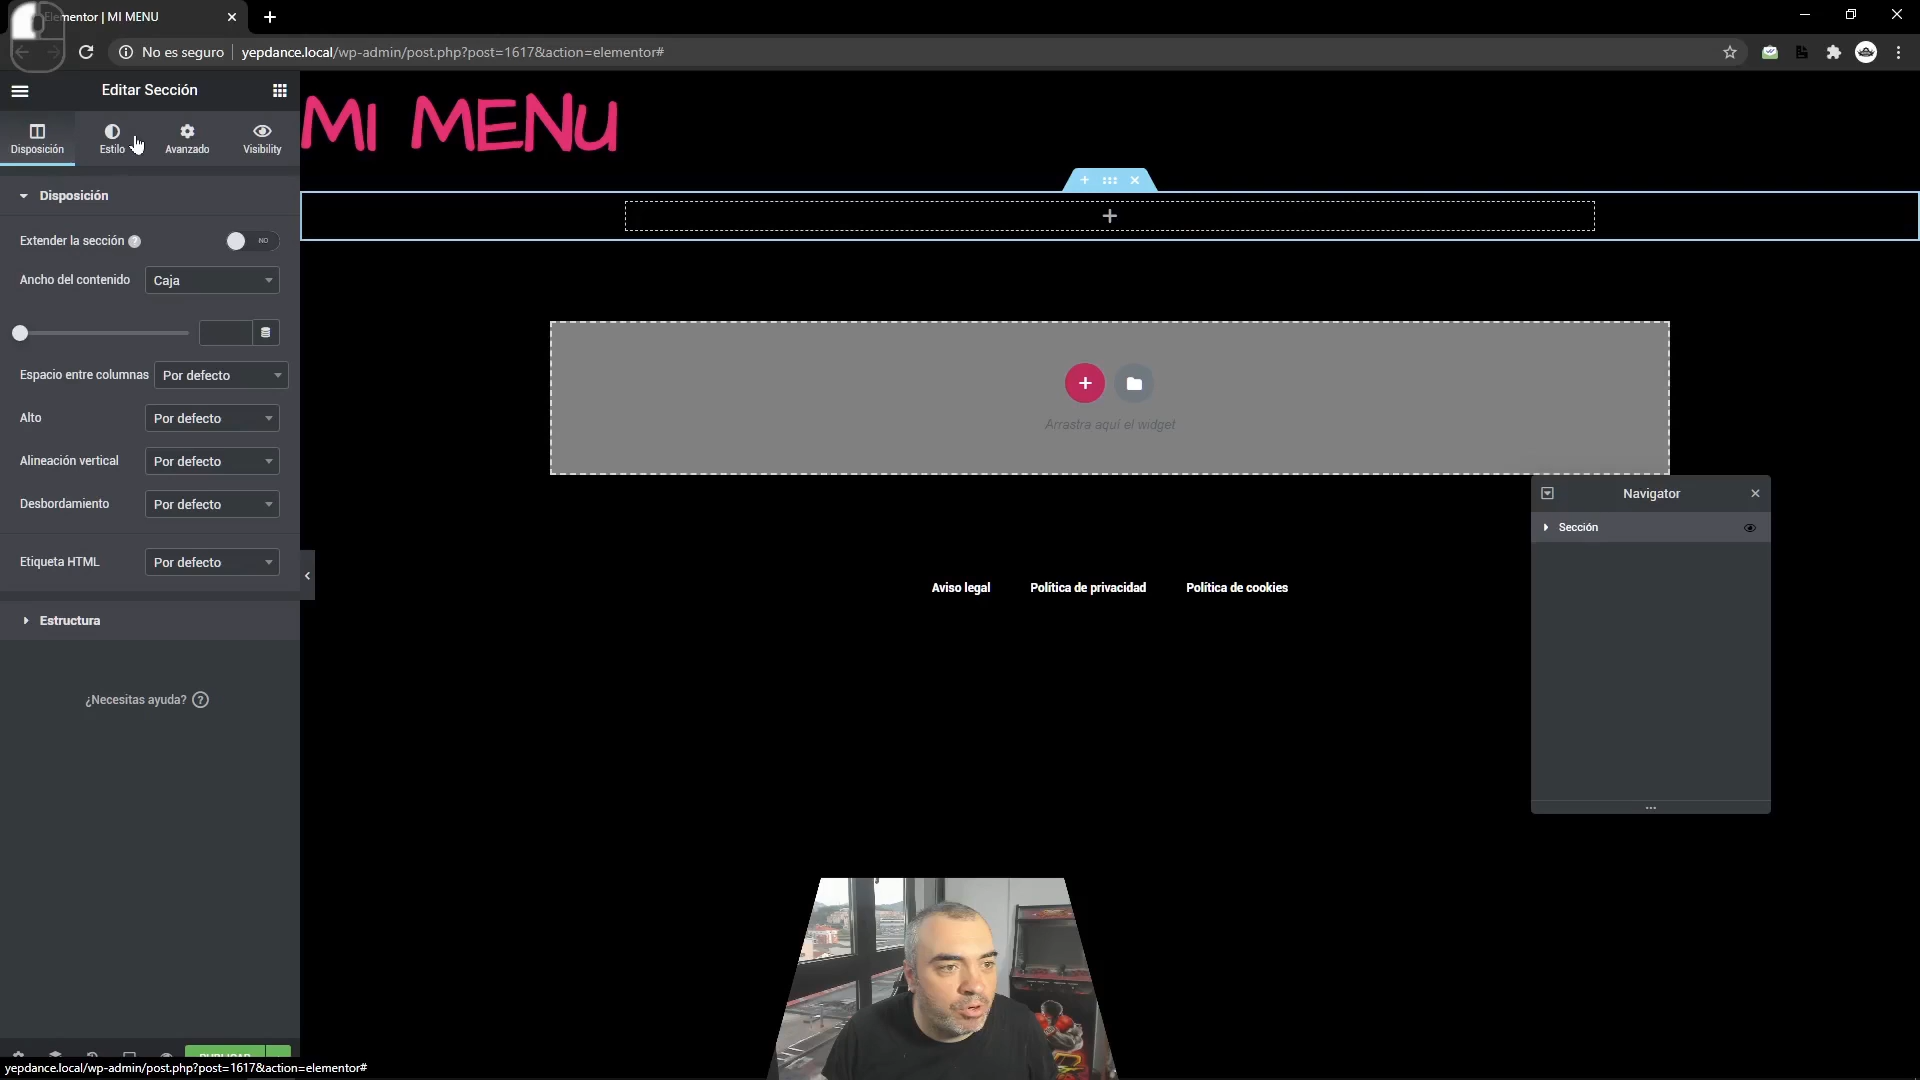 Elementor | MI MENU
No es seguro
yepdance.local/wp-admin/post.php?post=1617&action=elementor#
Editar Sección
Disposición
Estilo
Avanzado
Visibility
Disposición
Extender la sección ?
NO
Ancho del contenido
Caja
Espacio entre columnas
Por defecto
Alto
Por defecto
Alineación vertical
Por defecto
Desbordamiento
Por defecto
Etiqueta HTML
Por defecto
Estructura
¿Necesitas ayuda? ?
PUBLICAR
yepdance.local/wp-admin/post.php?post=1617&action=elementor#
MI MENU
Arrastra aquí el widget
Aviso legal
Política de privacidad
Política de cookies
Navigator
Sección